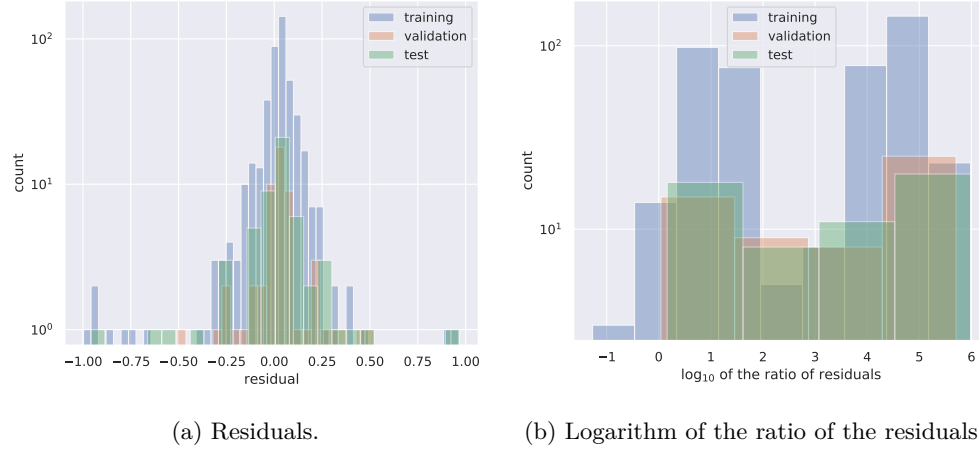 training
validation
test
10²
10¹
10⁰
count
−1.00 −0.75 −0.50 −0.25 0.00 0.25 0.50 0.75 1.00
residual
(a) Residuals.
training
validation
test
10²
10¹
count
−1 0 1 2 3 4 5 6
log₁₀ of the ratio of residuals
(b) Logarithm of the ratio of the residuals